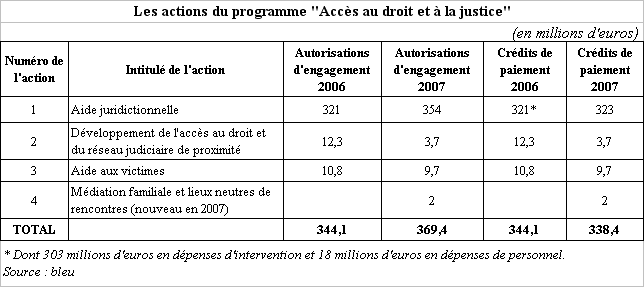 Les actions du programme "Accès au droit et à la justice"
(en millions d'euros)
Numéro de l'action | Intitulé de l'action | Autorisations d'engagement 2006 | Autorisations d'engagement 2007 | Crédits de paiement 2006 | Crédits de paiement 2007
1 | Aide juridictionnelle | 321 | 354 | 321* | 323
2 | Développement de l'accès au droit et du réseau judiciaire de proximité | 12,3 | 3,7 | 12,3 | 3,7
3 | Aide aux victimes | 10,8 | 9,7 | 10,8 | 9,7
4 | Médiation familiale et lieux neutres de rencontres (nouveau en 2007) | | 2 | | 2
TOTAL | | 344,1 | 369,4 | 344,1 | 338,4
* Dont 303 millions d'euros en dépenses d'intervention et 18 millions d'euros en dépenses de personnel.
Source : bleu